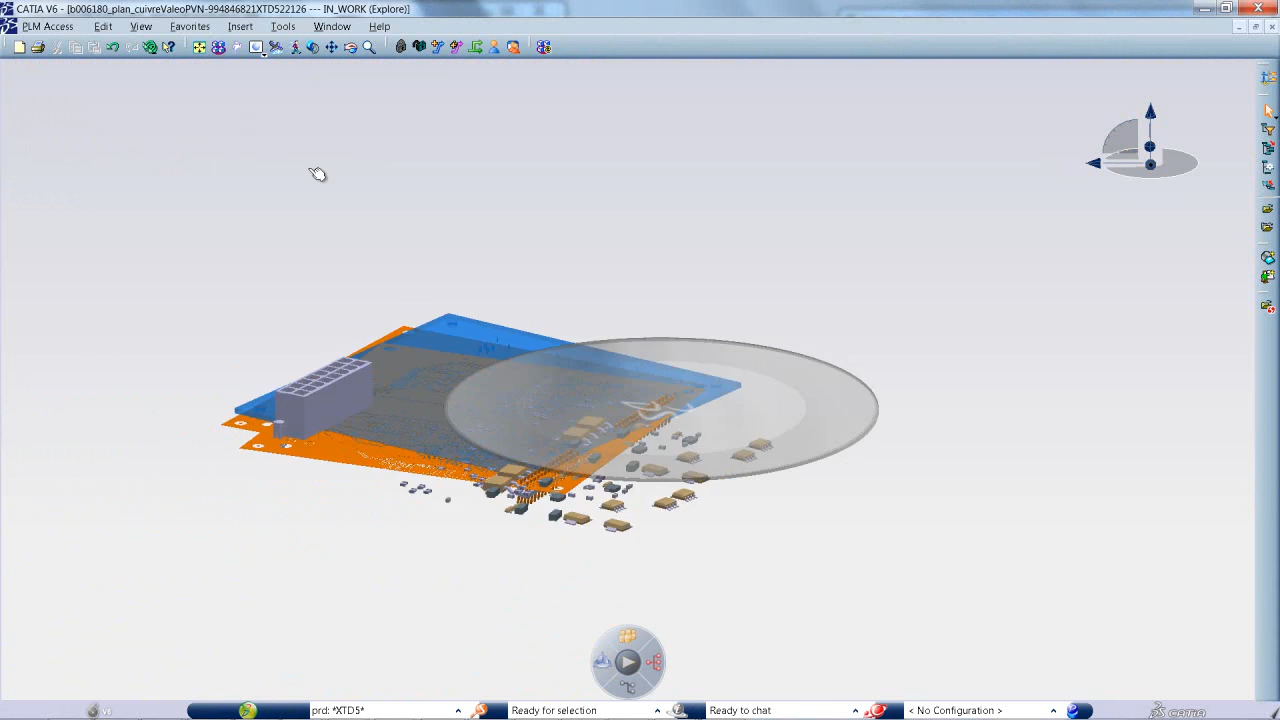 CATIA V6 - [b006180_plan_cuivreValeoPVN-994846821XTD522126 --- IN_WORK (Explore)]
PLM Access Edit View Favorites Insert Tools Window Help
V6
prd: *XTD5*
Ready for selection
Ready to chat
< No Configuration >
CATIA